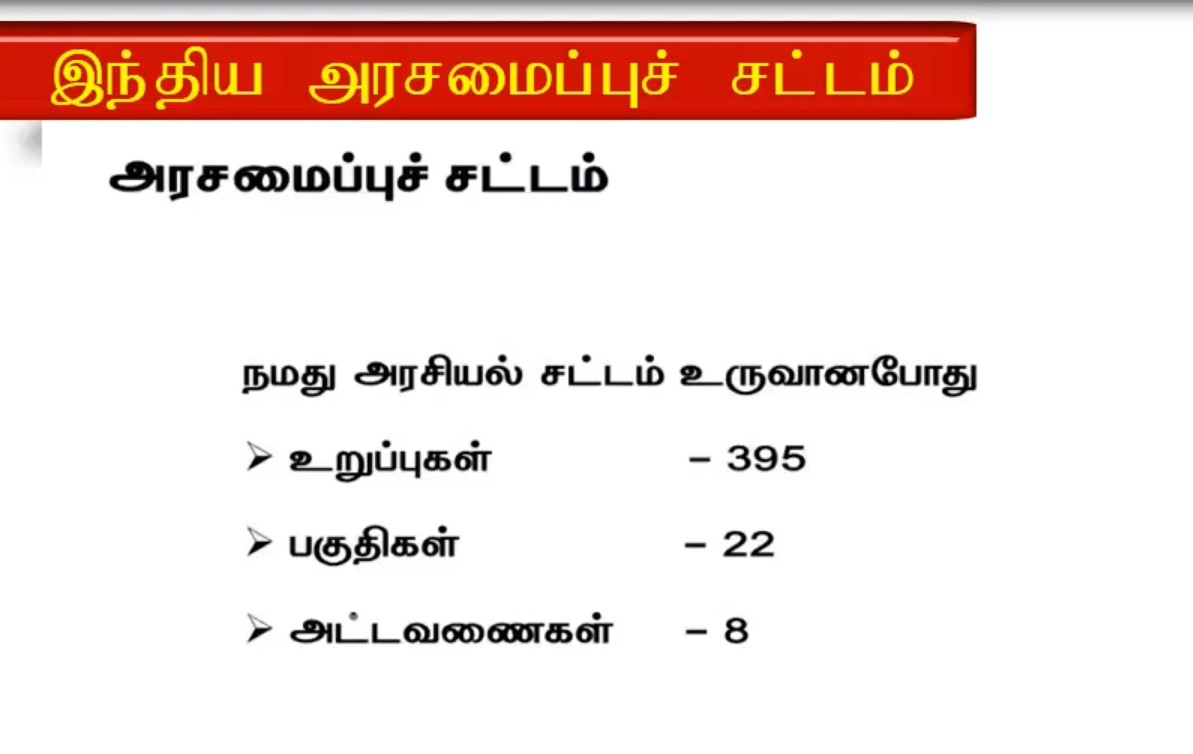 இந்திய அரசமைப்புச் சட்டம்
அரசமைப்புச் சட்டம்
நமது அரசியல் சட்டம் உருவானபோது
➢ உறுப்புகள் – 395
➢ பகுதிகள் – 22
➢ அட்டவணைகள் – 8